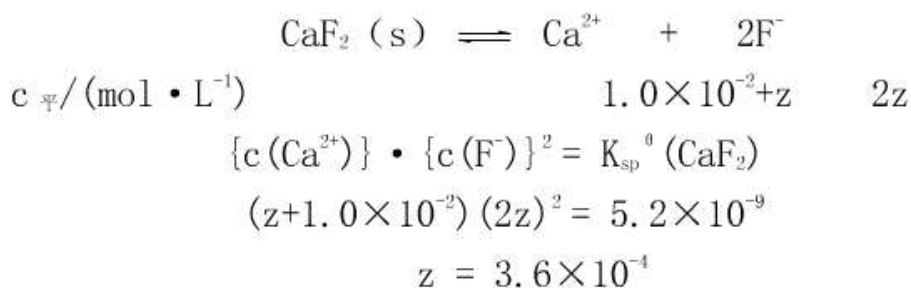 CaF₂ (s) ⇌ Ca²⁺ + 2F⁻
c 平/(mol·L⁻¹) 1.0×10⁻²+z 2z
{c(Ca²⁺)}·{c(F⁻)}²= Kspᶿ(CaF₂)
(z+1.0×10⁻²)(2z)²= 5.2×10⁻⁹
z = 3.6×10⁻⁴